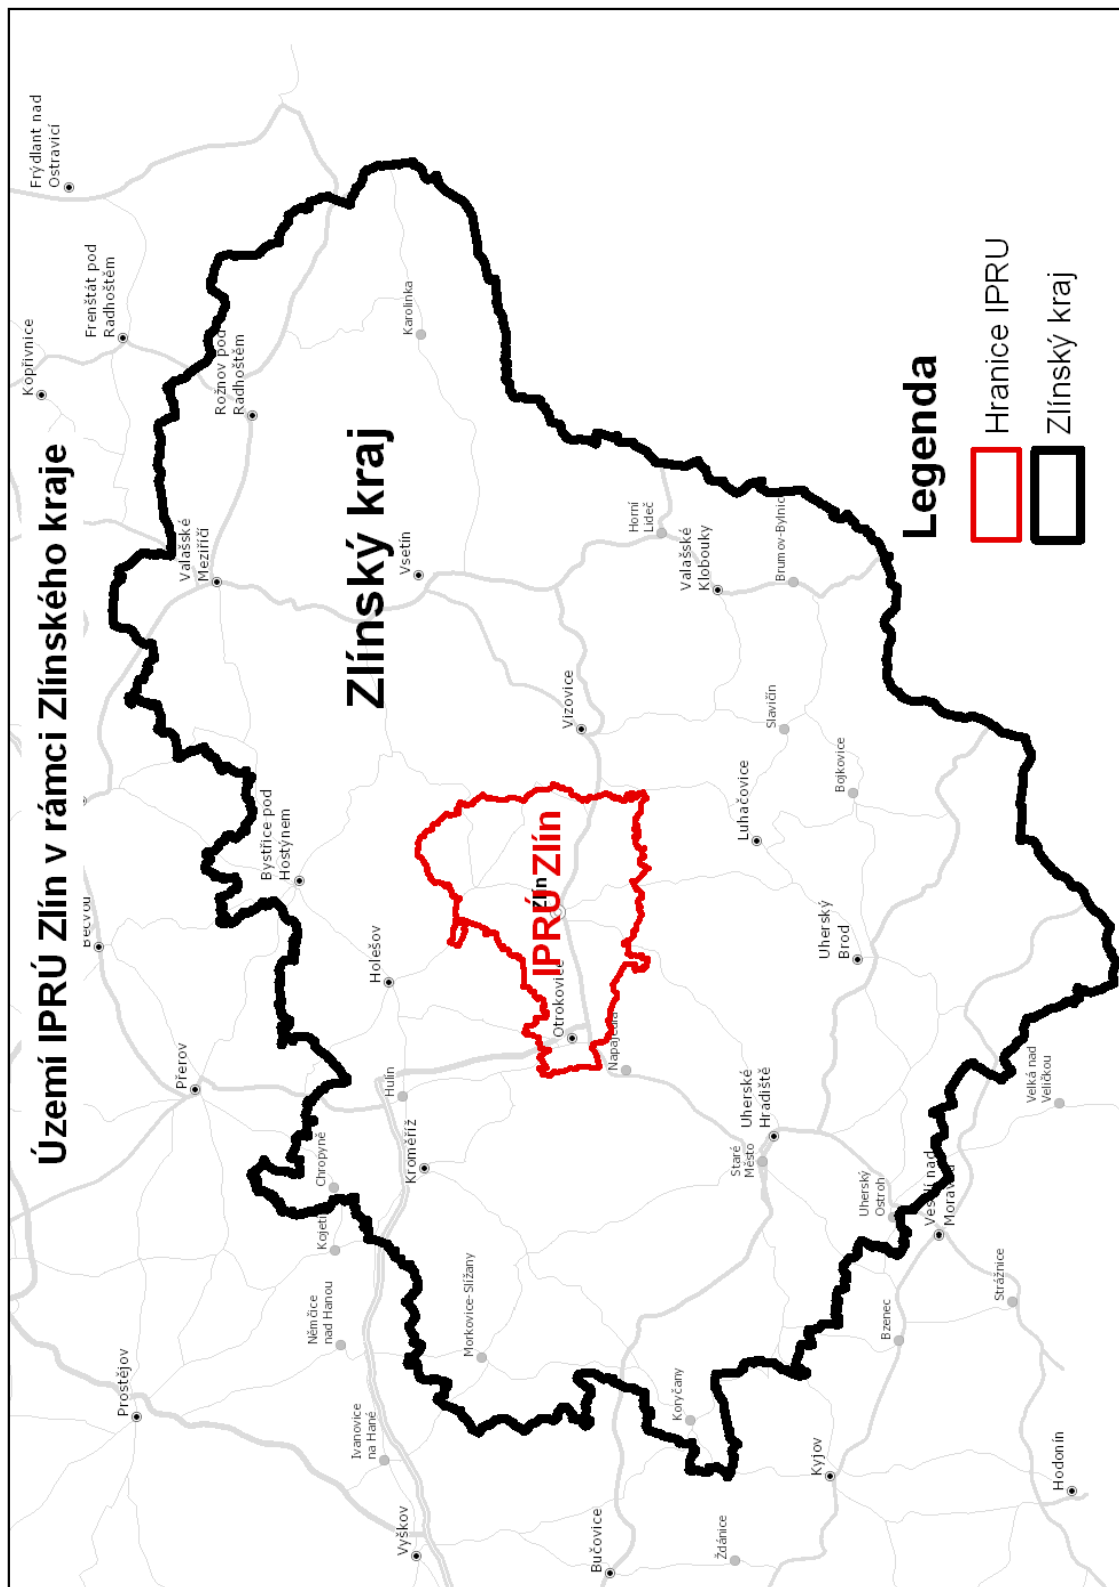 Území IPRÚ Zlín v rámci Zlínského kraje
Kopřivnice
Frýdlant nad
Ostravicí
Frenštát pod
Radhoštěm
Rožnov pod
Radhoštěm
Valašské
Meziříčí
Bečvou
Přerov
Prostějov
Bystřice pod
Hostýnem
Chropyně
Kojetí
Němčice
nad Hanou
Ivanovice
na Hané
Vyškov
Holešov
Hulín
Kroměříž
Morkovice-Slížany
Zlínský kraj
Vsetín
Karolinka
Vizovice
Zlín
IPRÚ Zlín
Otrokovice
Napajedla
Horní
Lideč
Valašské
Klobouky
Brumov-Bylnic
Slavičín
Luhačovice
Bojkovice
Uherský
Brod
Uherské
Hradiště
Staré
Město
Uherský
Ostroh
Veselí nad
Moravou
Velká nad
Veličkou
Strážnice
Bzenec
Koryčany
Kyjov
Bučovice
Ždánice
Hodonín
Legenda
Hranice IPRU
Zlínský kraj